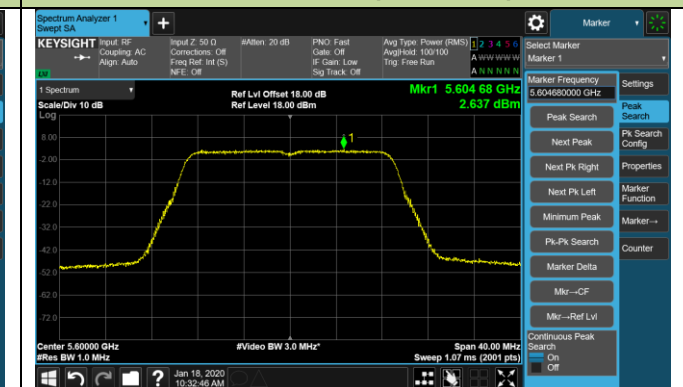 Spectrum Analyzer 1
Swept SA
Marker
KEYSIGHT
Input: RF
Coupling: AC
Align: Auto
Input Z: 50 Ω
Corrections: Off
Freq Ref: Int (S)
NFE: Off
#Atten: 20 dB
PNO: Fast
Gate: Off
IF Gain: Low
Sig Track: Off
Avg Type: Power (RMS)
Avg|Hold: 100/100
Trig: Free Run
1 2 3 4 5 6
A W W W W W
A N N N N N
Select Marker
Marker 1
LU
1 Spectrum
Scale/Div 10 dB
Log
Ref Lvl Offset 18.00 dB
Ref Level 18.00 dBm
Mkr1 5.604 68 GHz
2.637 dBm
1
8.00
-2.00
-12.0
-22.0
-32.0
-42.0
-52.0
-62.0
-72.0
Center 5.60000 GHz
#Res BW 1.0 MHz
#Video BW 3.0 MHz*
Span 40.00 MHz
Sweep 1.07 ms (2001 pts)
Marker Frequency
5.604680000 GHz
Peak Search
Next Peak
Next Pk Right
Next Pk Left
Minimum Peak
Pk-Pk Search
Marker Delta
Mkr→CF
Mkr→Ref Lvl
Continuous Peak
Search
On
Off
Settings
Peak
Search
Pk Search
Config
Properties
Marker
Function
Marker→
Counter
Jan 18, 2020
10:32:46 AM